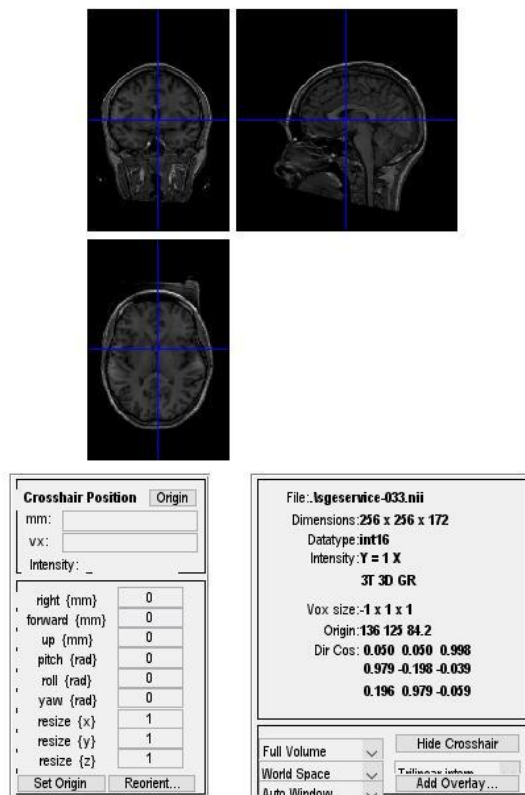 Crosshair Position Origin
mm:
vx:
Intensity: _
right {mm} 0
forward {mm} 0
up {mm} 0
pitch {rad} 0
roll {rad} 0
yaw {rad} 0
resize {x} 1
resize {y} 1
resize {z} 1
Set Origin Reorient...
File: .\sgeservice-033.nii
Dimensions: 256 x 256 x 172
Datatype: int16
Intensity: Y = 1 X
3T 3D GR
Vox size: -1 x 1 x 1
Origin: 136 125 84.2
Dir Cos: 0.050 0.050 0.998
0.979 -0.198 -0.039
0.196 0.979 -0.059
Full Volume Hide Crosshair
World Space
Auto Window Add Overlay...